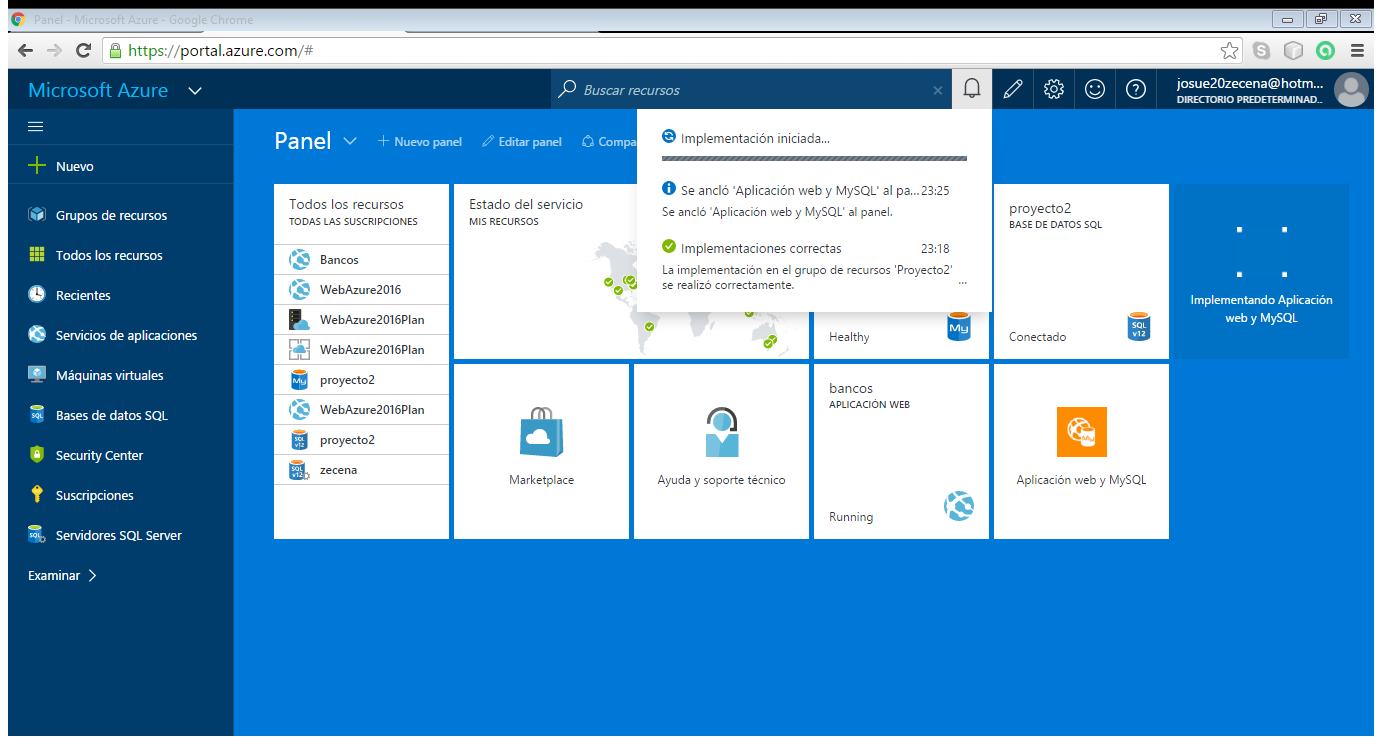 Panel - Microsoft Azure - Google Chrome
https://portal.azure.com/#
Microsoft Azure
Buscar recursos
josue20zecena@hotm...
DIRECTORIO PREDETERMINAD..
Nuevo
Grupos de recursos
Todos los recursos
Recientes
Servicios de aplicaciones
Máquinas virtuales
Bases de datos SQL
Security Center
Suscripciones
Servidores SQL Server
Examinar
Panel
Nuevo panel
Editar panel
Compa
Implementación iniciada...
Se ancló 'Aplicación web y MySQL' al pa... 23:25
Se ancló 'Aplicación web y MySQL' al panel.
Implementaciones correctas 23:18
La implementación en el grupo de recursos 'Proyecto2'
se realizó correctamente.
...
Todos los recursos
TODAS LAS SUSCRIPCIONES
Bancos
WebAzure2016
WebAzure2016Plan
WebAzure2016Plan
proyecto2
WebAzure2016Plan
proyecto2
zecena
Estado del servicio
MIS RECURSOS
Healthy
My
proyecto2
BASE DE DATOS SQL
Conectado
SQL
v12
Implementando Aplicación
web y MySQL
Marketplace
Ayuda y soporte técnico
bancos
APLICACIÓN WEB
Running
My
Aplicación web y MySQL